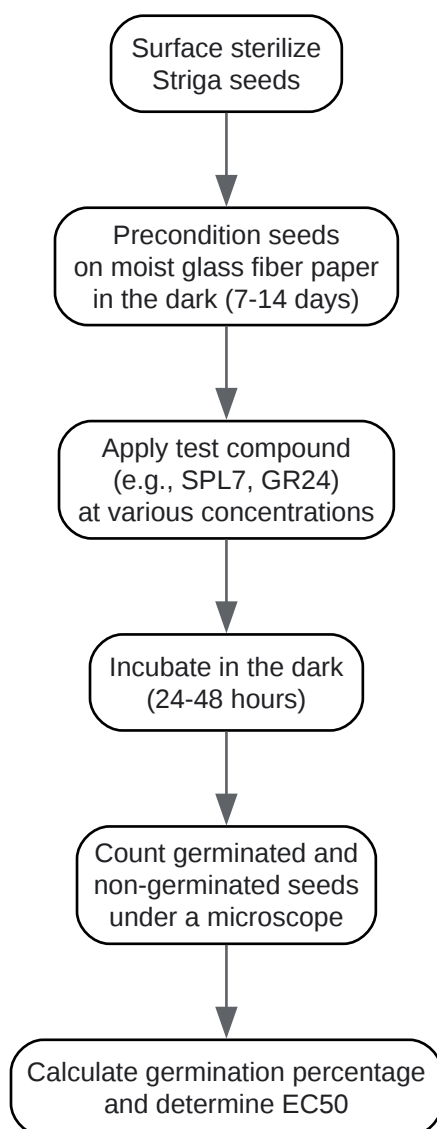 Surface sterilize
Striga seeds
Precondition seeds
on moist glass fiber paper
in the dark (7-14 days)
Apply test compound
(e.g., SPL7, GR24)
at various concentrations
Incubate in the dark
(24-48 hours)
Count germinated and
non-germinated seeds
under a microscope
Calculate germination percentage
and determine EC50